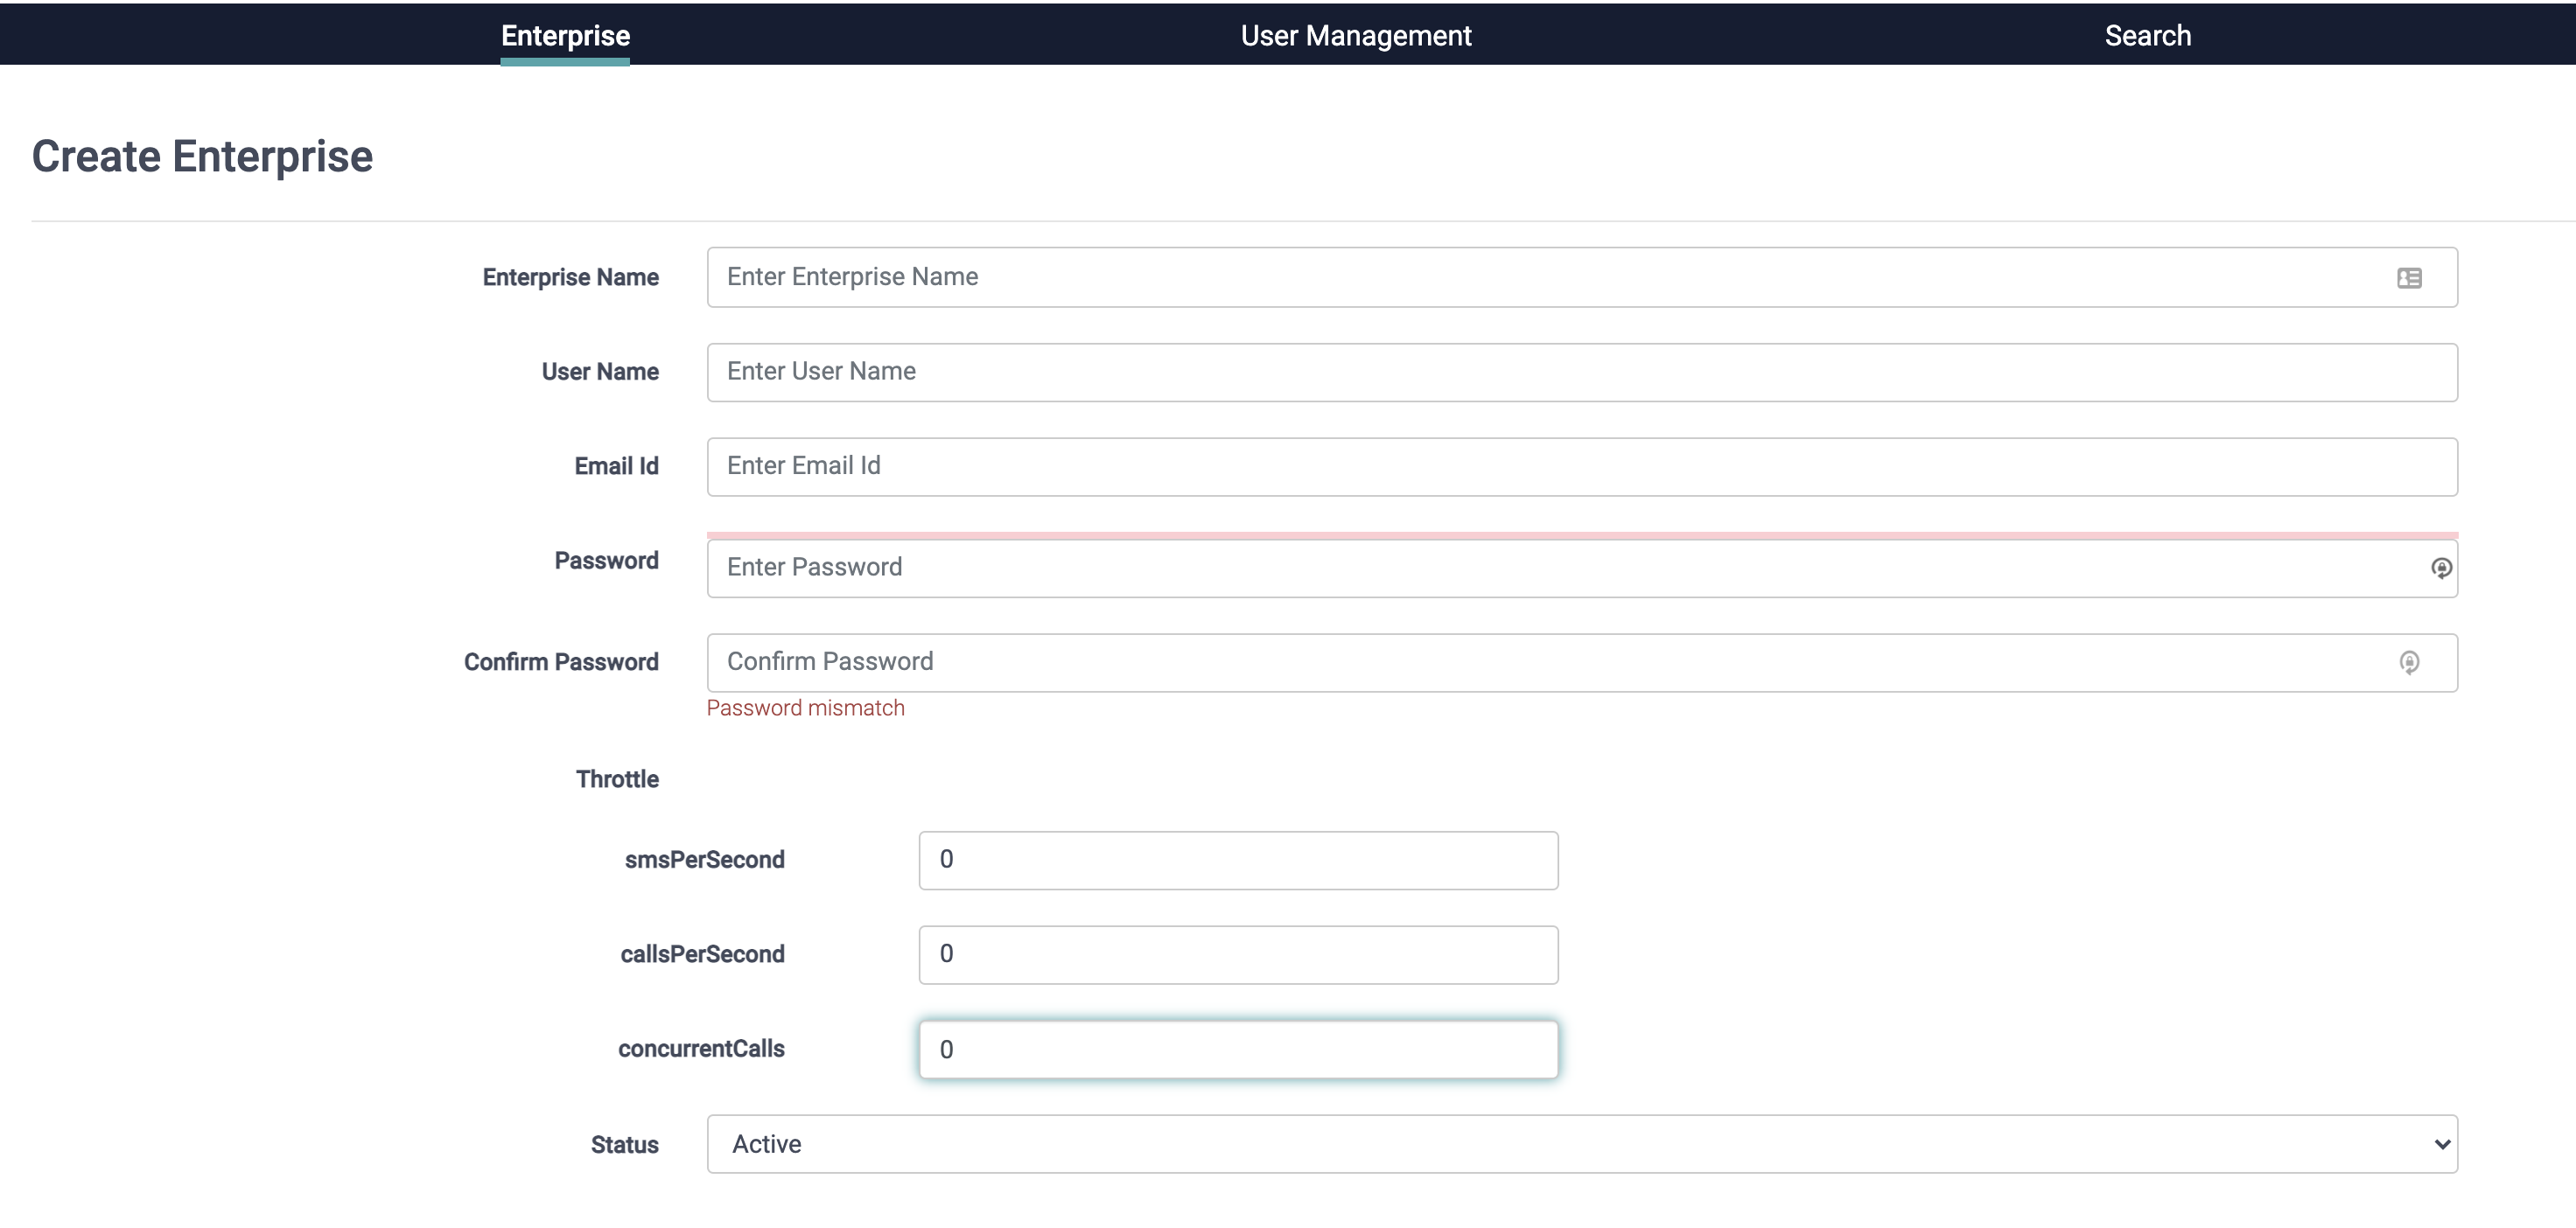 Enterprise User Management Search
Create Enterprise
Enterprise Name Enter Enterprise Name
User Name Enter User Name
Email Id Enter Email Id
Password Enter Password
Confirm Password Confirm Password
Password mismatch
Throttle
smsPerSecond 0
callsPerSecond 0
concurrentCalls 0
Status Active